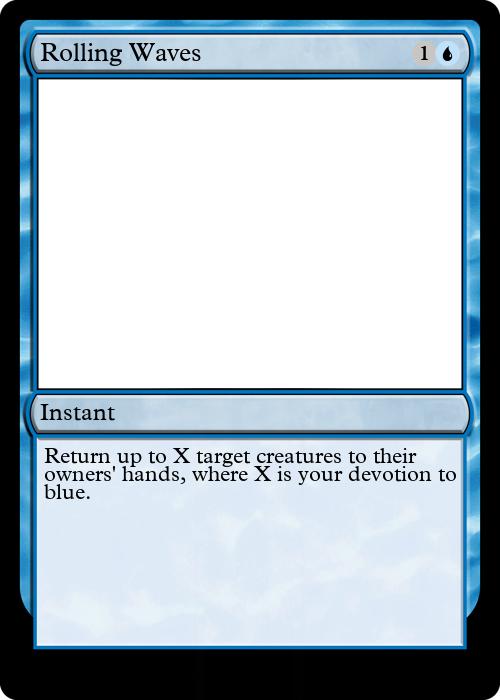 Rolling Waves 1
Instant
Return up to X target creatures to their
owners' hands, where X is your devotion to
blue.